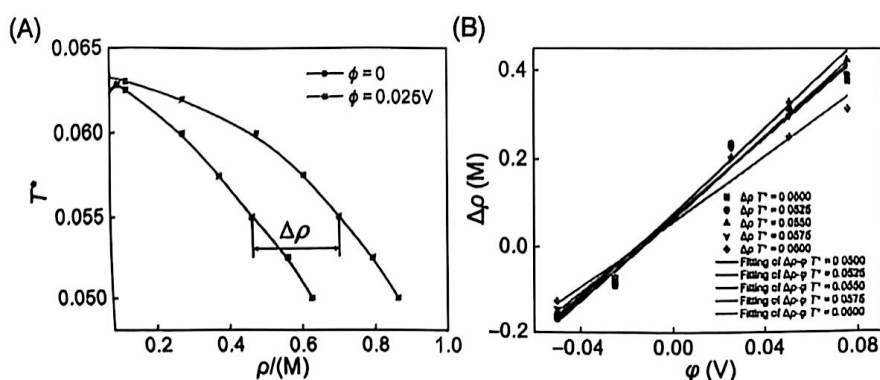 (A)
0.065
0.060
0.055
0.050
T*
ϕ = 0
ϕ = 0.025V
Δρ
0.2
0.4
0.6
0.8
1.0
ρ/(M)
(B)
0.4
0.2
0.0
−0.2
Δρ (M)
Δρ T* = 0.0500
Δρ T* = 0.0525
Δρ T* = 0.0550
Δρ T* = 0.0575
Δρ T* = 0.0600
Fitting of Δρ-φ T* = 0.0500
Fitting of Δρ-φ T* = 0.0525
Fitting of Δρ-φ T* = 0.0550
Fitting of Δρ-φ T* = 0.0575
Fitting of Δρ-φ T* = 0.0600
−0.04
0.00
0.04
0.08
φ (V)